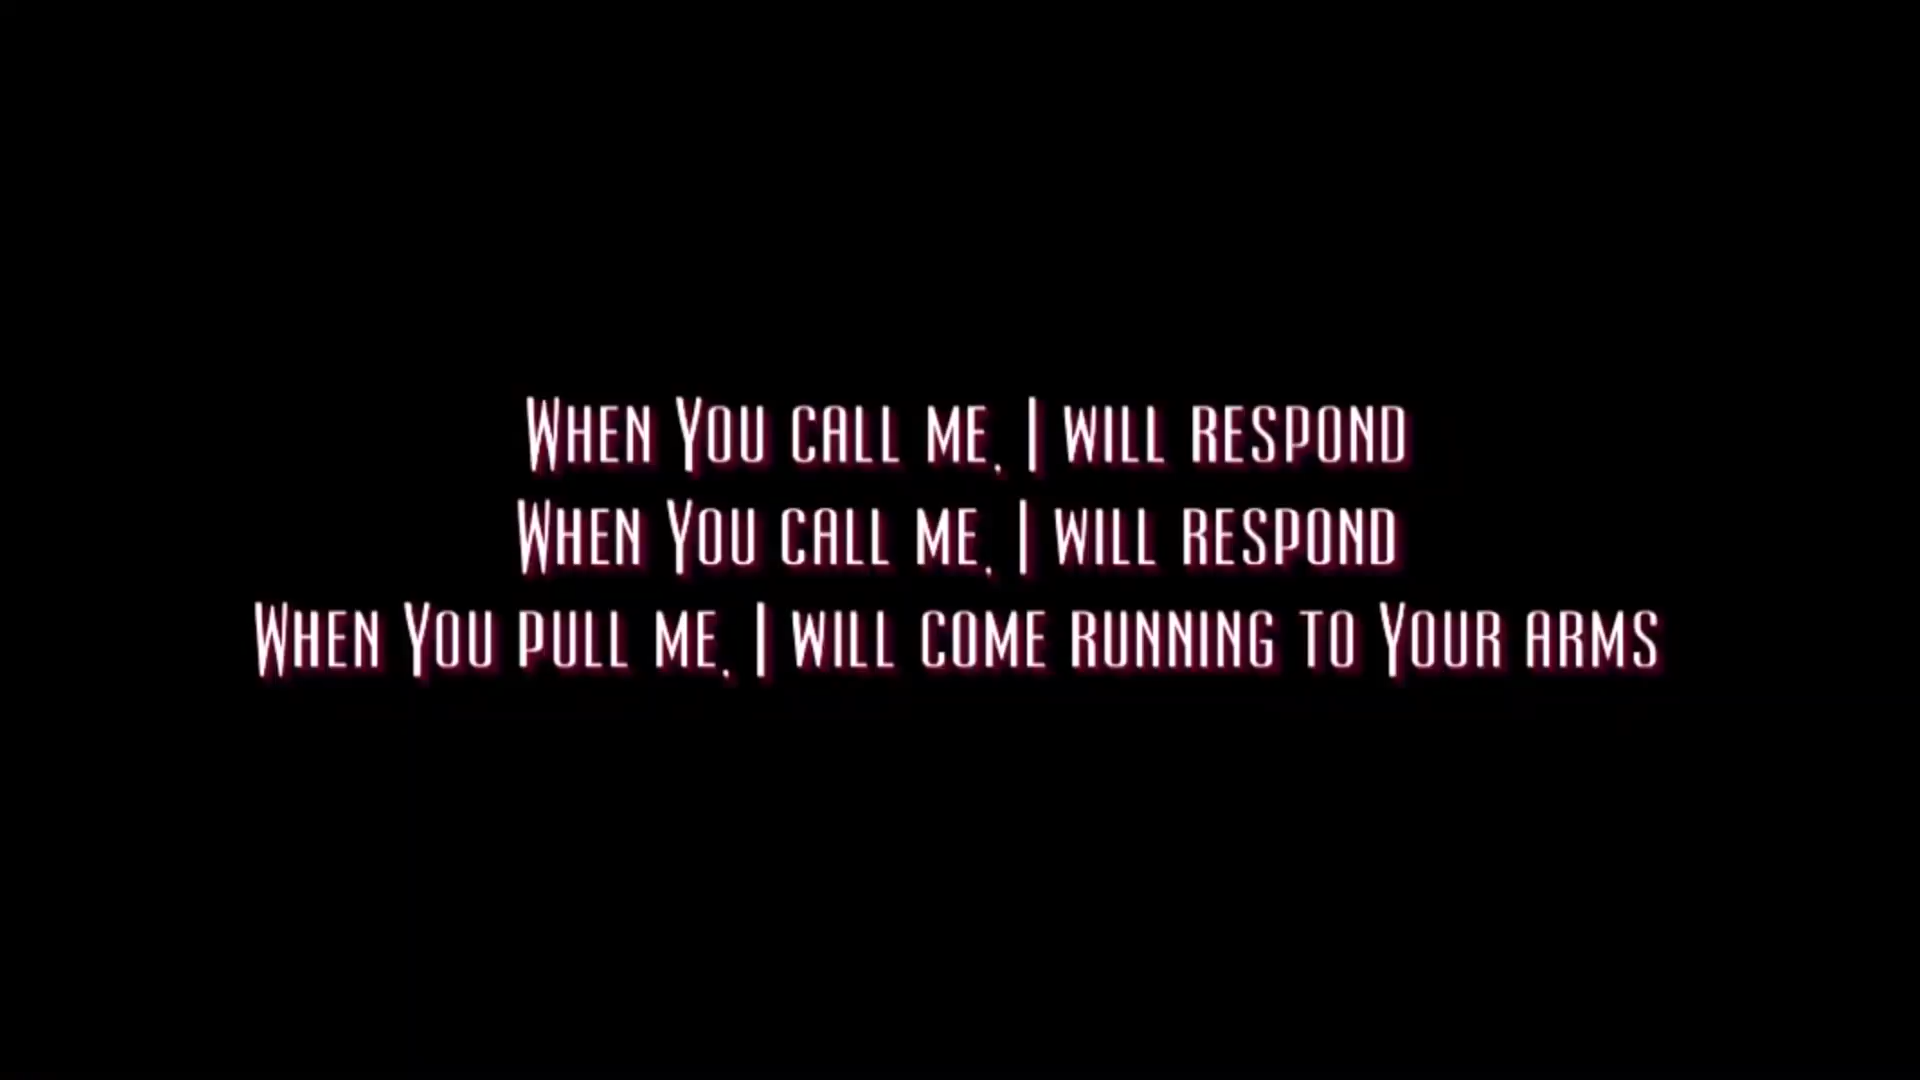 When You call me, I will respond
When You call me, I will respond
When You pull me, I will come running to Your arms